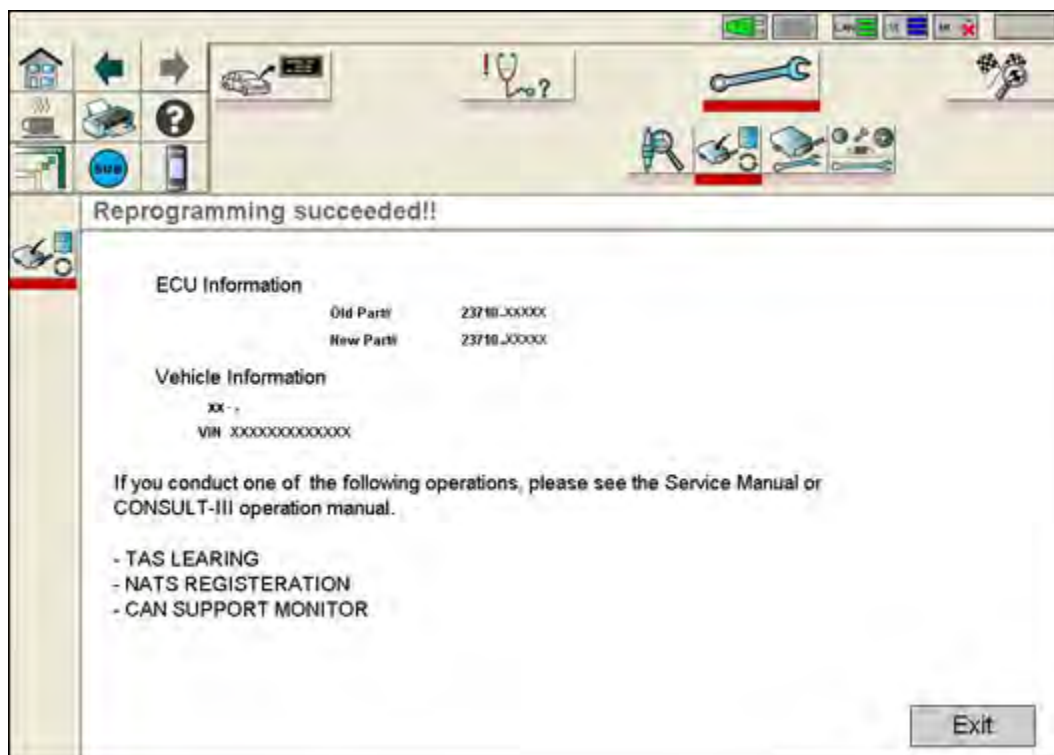 LAN
SUB
Reprogramming succeeded!!
ECU Information
Old Part# 23710-XXXXX
New Part# 23710-XXXXX
Vehicle Information
XX - .
VIN XXXXXXXXXXXXX
If you conduct one of the following operations, please see the Service Manual or
CONSULT-III operation manual.
- TAS LEARING
- NATS REGISTERATION
- CAN SUPPORT MONITOR
Exit